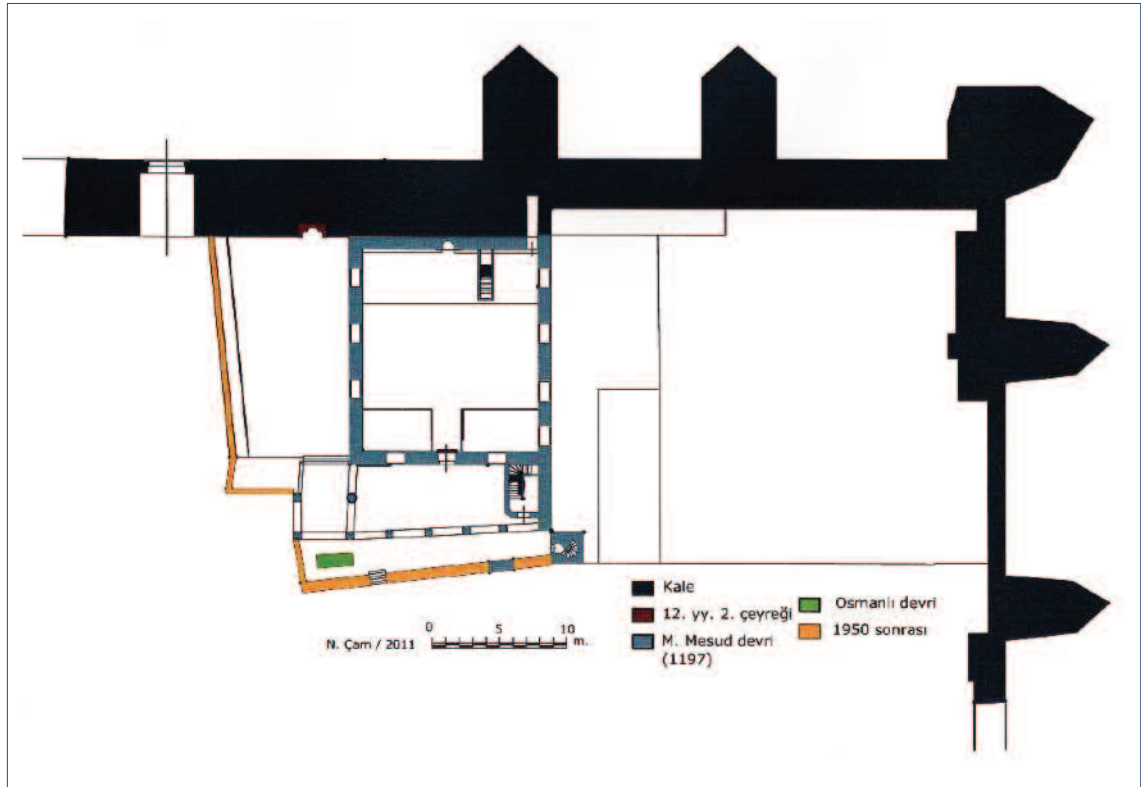 Kale
12. yy. 2. çeyreği
M. Mesud devri
(1197)
Osmanlı devri
1950 sonrası
N. Çam / 2011
0 5 10
m.